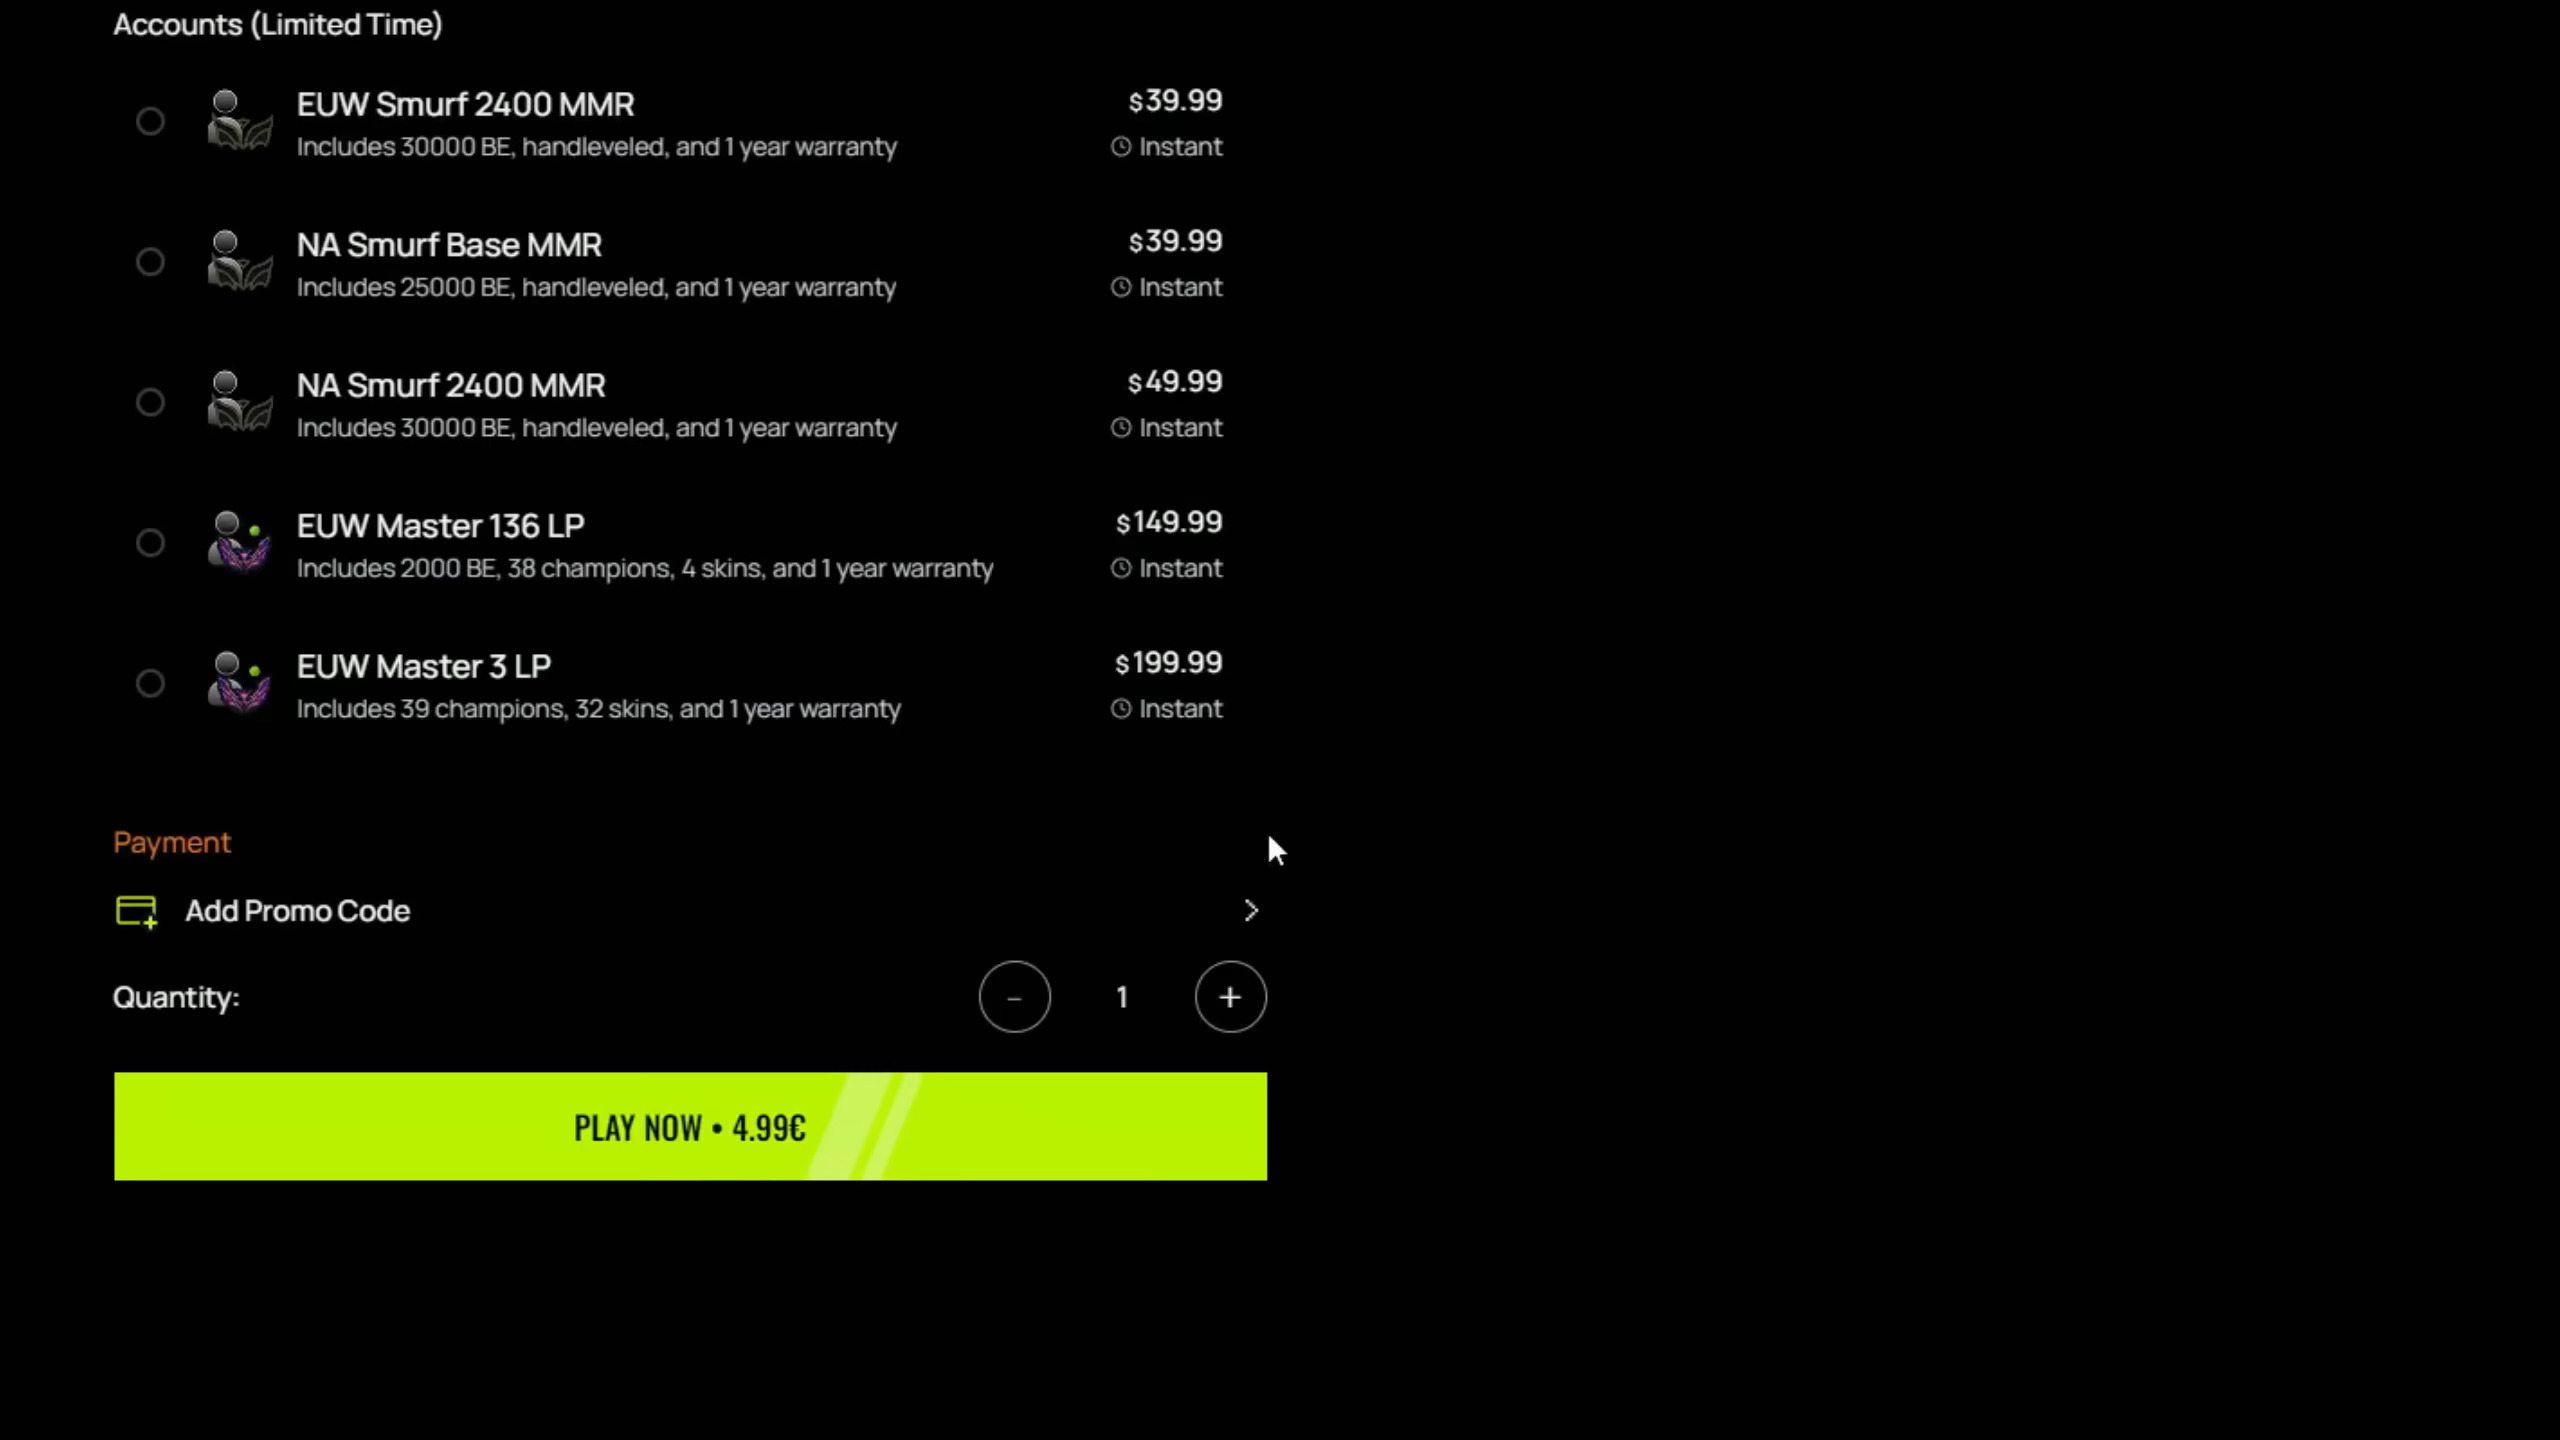 Accounts (Limited Time)
EUW Smurf 2400 MMR
$39.99
Includes 30000 BE, handleveled, and 1 year warranty
Instant
NA Smurf Base MMR
$39.99
Includes 25000 BE, handleveled, and 1 year warranty
Instant
NA Smurf 2400 MMR
$49.99
Includes 30000 BE, handleveled, and 1 year warranty
Instant
EUW Master 136 LP
$149.99
Includes 2000 BE, 38 champions, 4 skins, and 1 year warranty
Instant
EUW Master 3 LP
$199.99
Includes 39 champions, 32 skins, and 1 year warranty
Instant
Payment
Add Promo Code
Quantity:
1
PLAY NOW • 4.99€